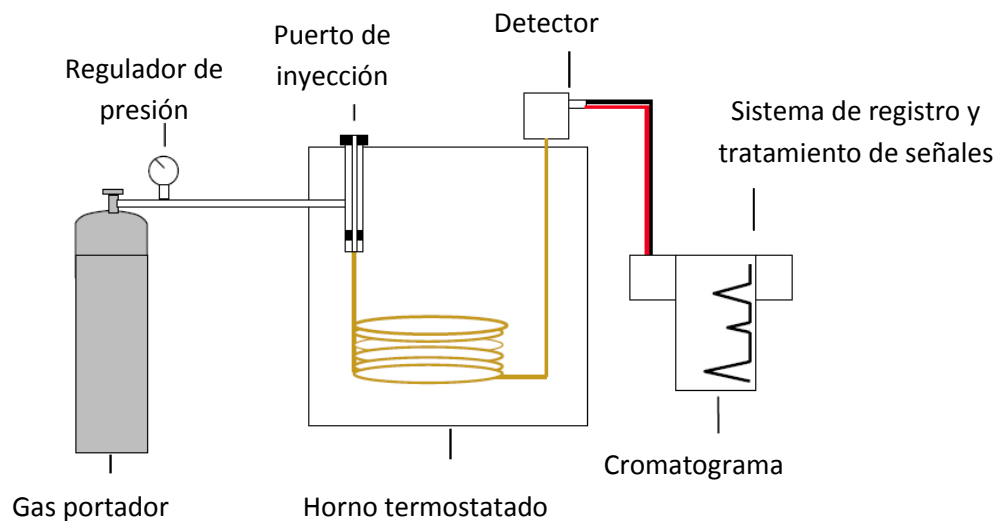 Regulador de
presión
Puerto de
inyección
Detector
Sistema de registro y
tratamiento de señales
Gas portador
Horno termostatado
Cromatograma